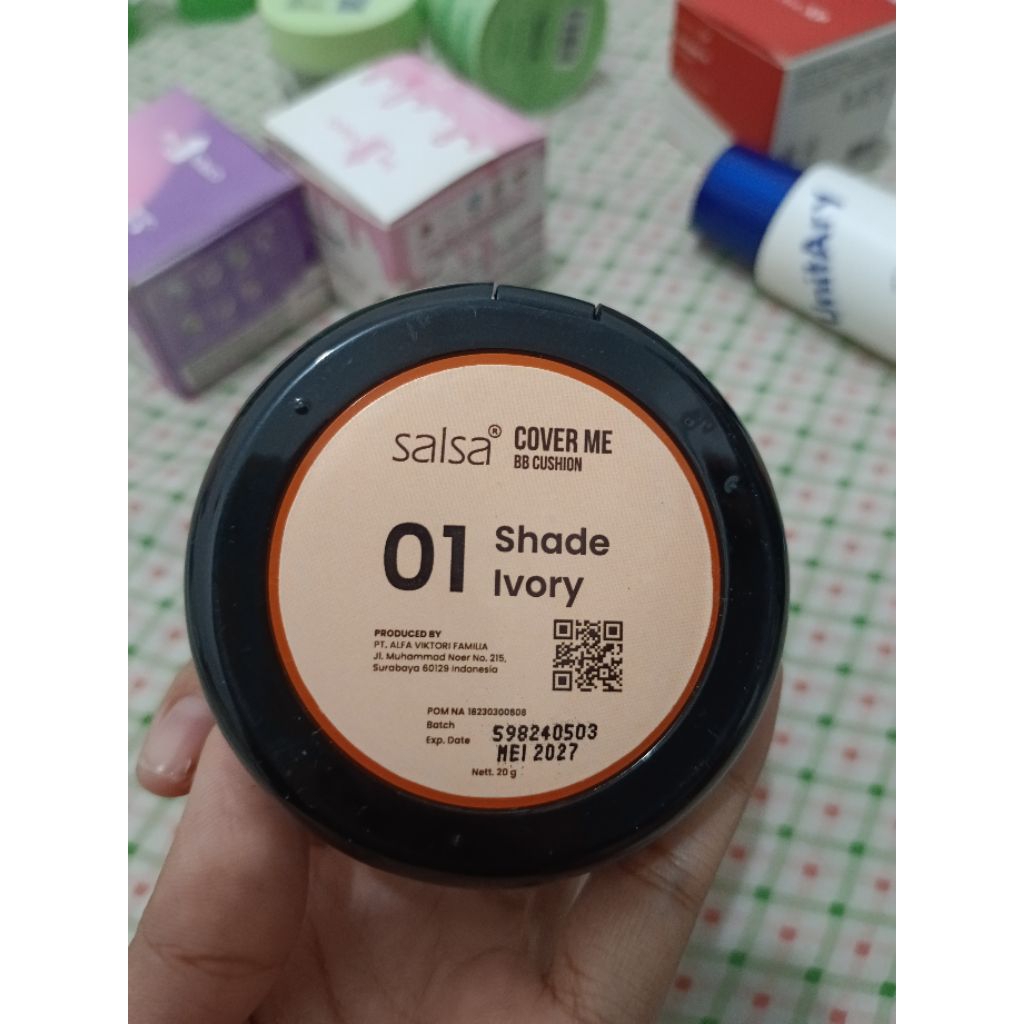 UnitAry
salsa® COVER ME
BB CUSHION
01 Shade
Ivory
PRODUCED BY
PT. ALFA VIKTORI FAMILIA
Jl. Muhammad Noer No. 215,
Surabaya 60129 Indonesia
POM NA 18230300808
Batch 598240503
Exp. Date MEI 2027
Nett. 20 g